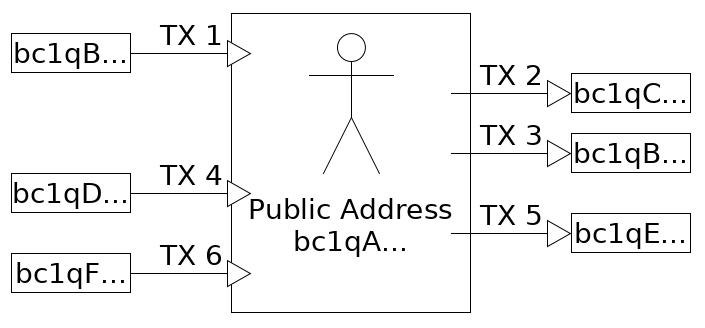 TX 1
bc1qB...
TX 2
bc1qC...
TX 3
bc1qB...
TX 4
bc1qD...
Public Address
bc1qA...
TX 5
bc1qE...
TX 6
bc1qF...